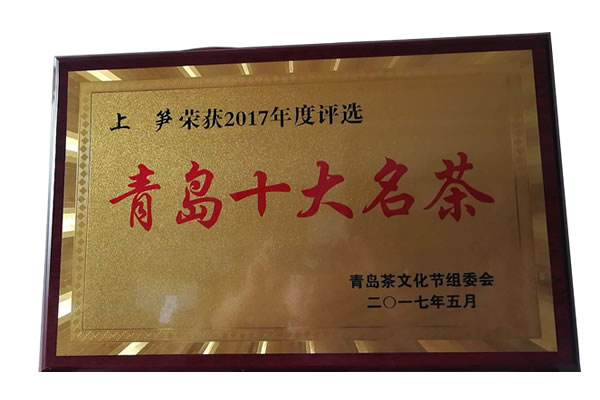 上 笋 荣获2017年度评选
青岛十大名茶
青岛茶文化节组委会
二〇一七年五月